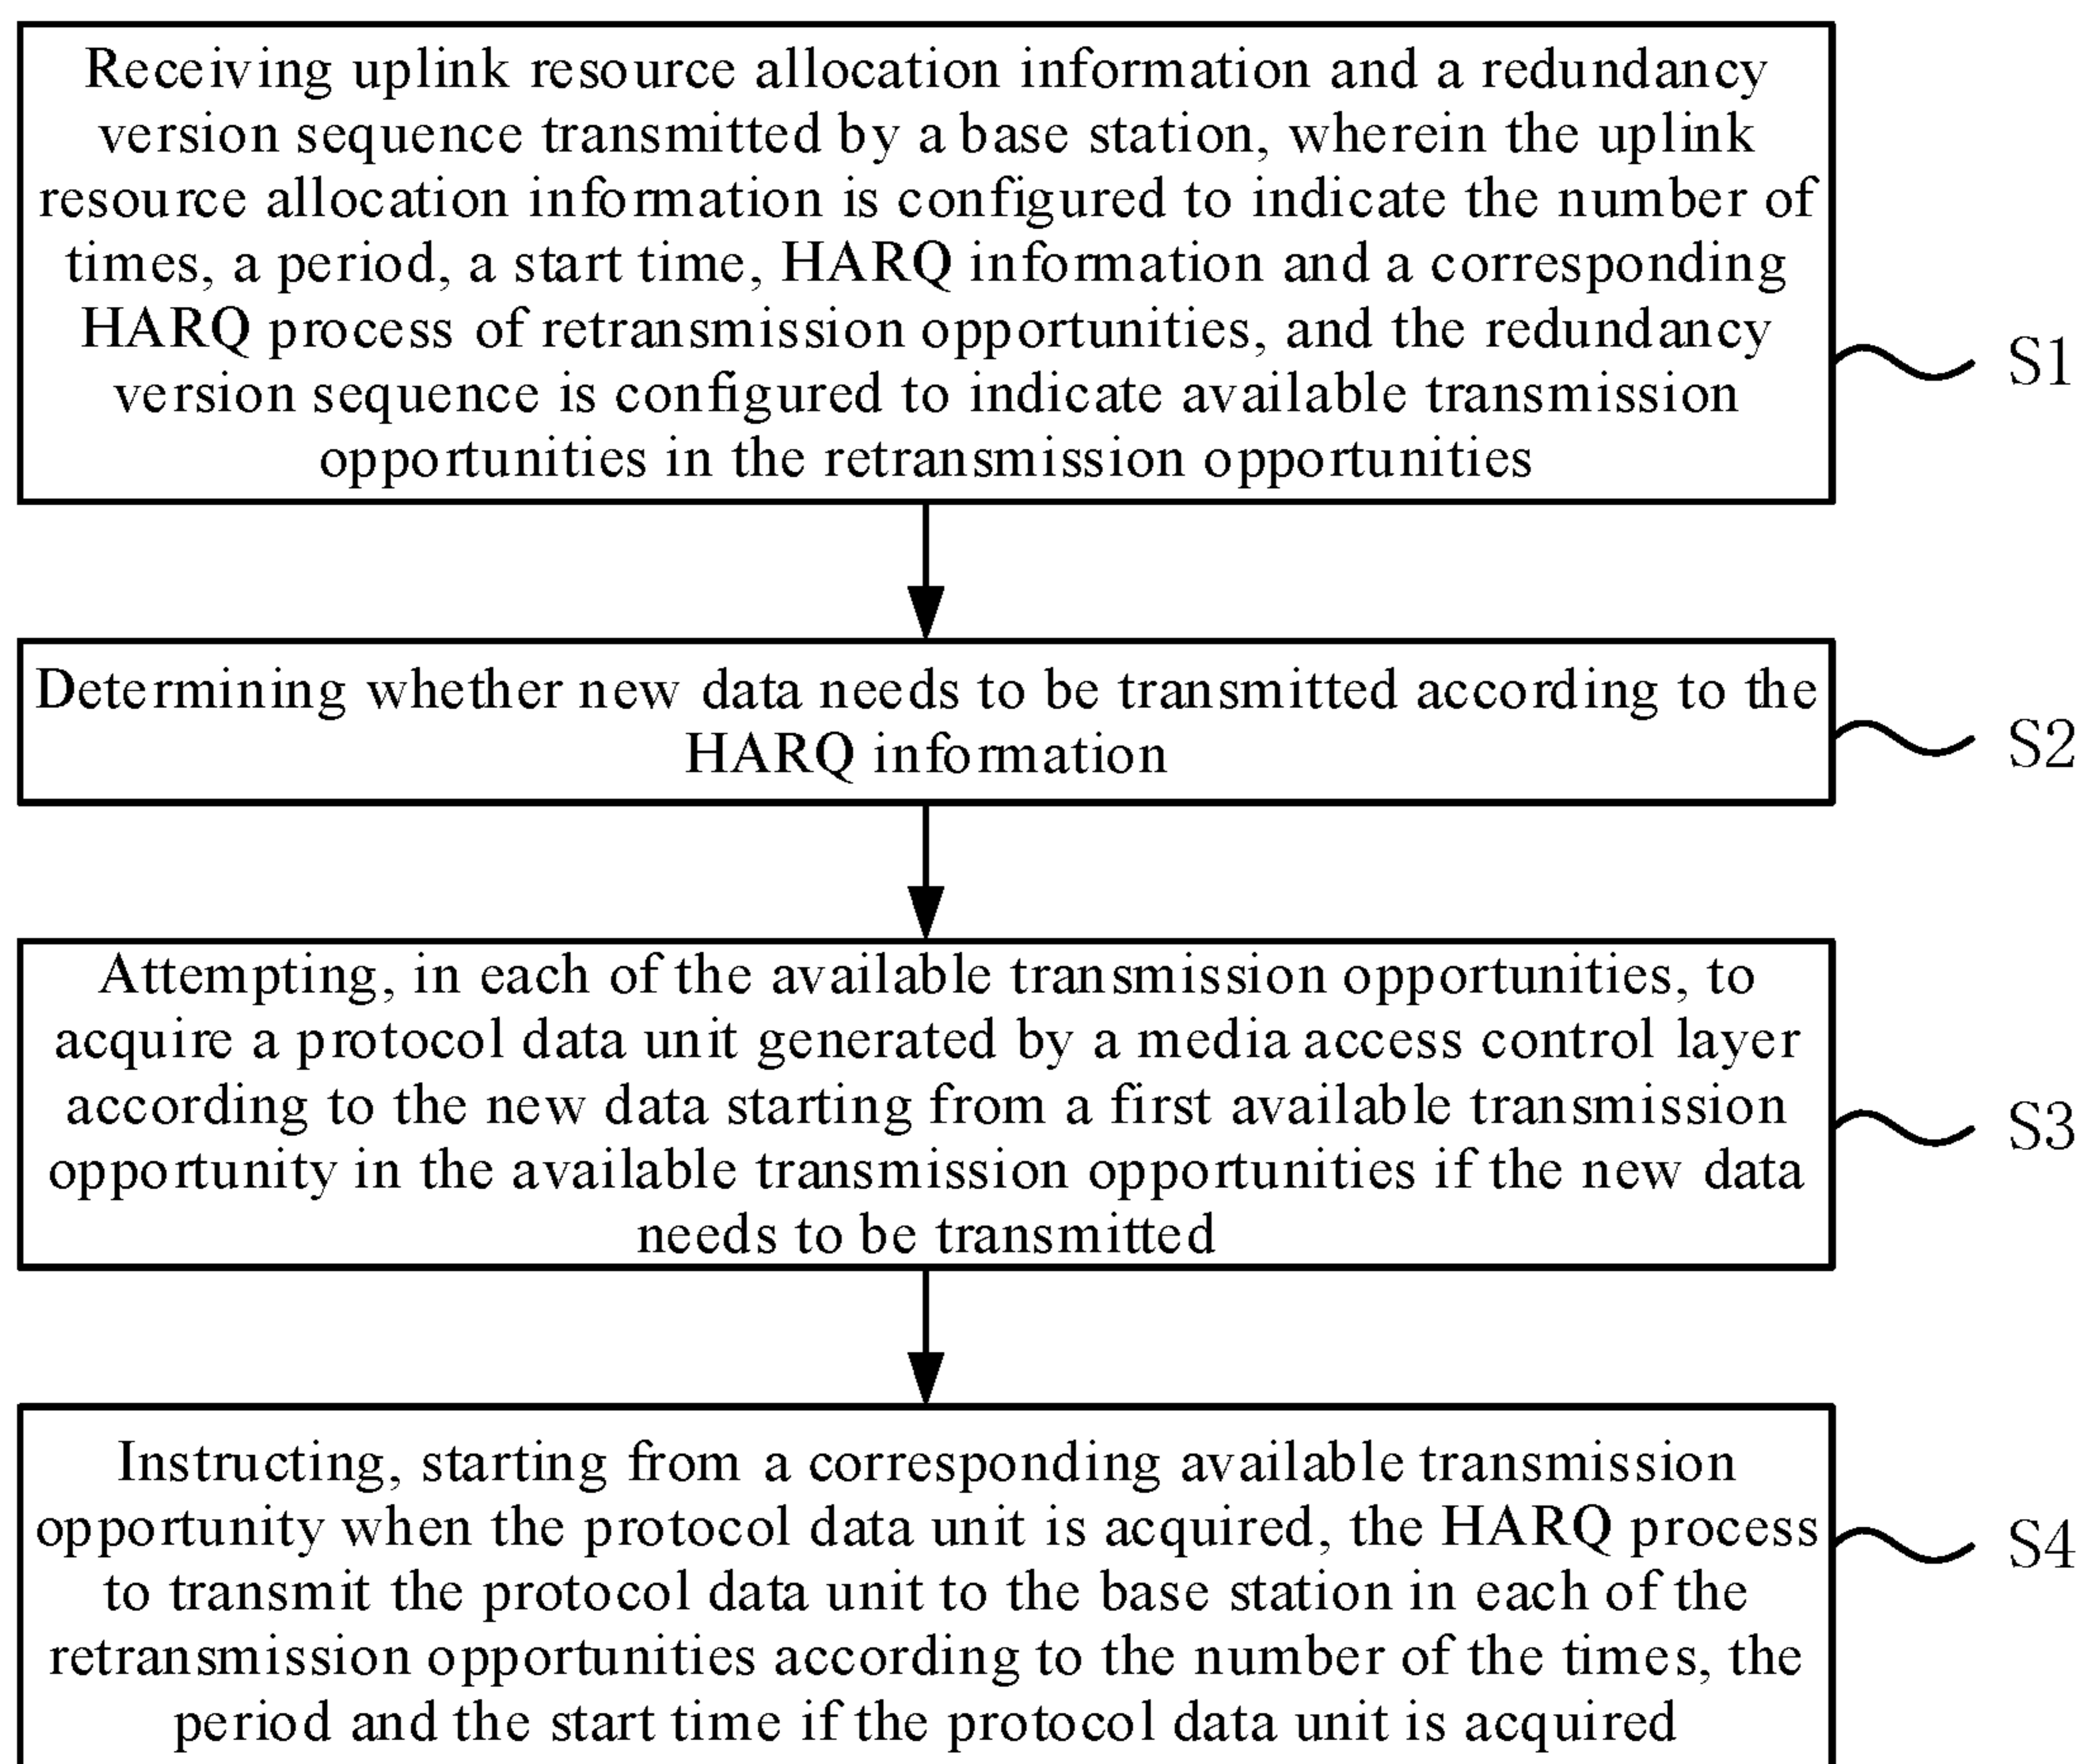 Receiving uplink resource allocation information and a redundancy
version sequence transmitted by a base station, wherein the uplink
resource allocation information is configured to indicate the number of
times, a period, a start time, HARQ information and a corresponding
HARQ process of retransmission opportunities, and the redundancy
version sequence is configured to indicate available transmission
opportunities in the retransmission opportunities
S1
Determining whether new data needs to be transmitted according to the
HARQ information
S2
Attempting, in each of the available transmission opportunities, to
acquire a protocol data unit generated by a media access control layer
according to the new data starting from a first available transmission
opportunity in the available transmission opportunities if the new data
needs to be transmitted
S3
Instructing, starting from a corresponding available transmission
opportunity when the protocol data unit is acquired, the HARQ process
to transmit the protocol data unit to the base station in each of the
retransmission opportunities according to the number of the times, the
period and the start time if the protocol data unit is acquired
S4